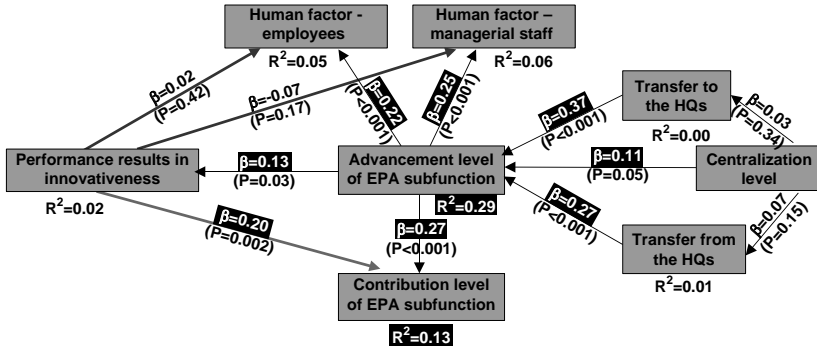 Human factor -
employees
R²=0.05
Human factor –
managerial staff
R²=0.06
β=0.02
(P=0.42)
β=-0.07
(P=0.17)
β=0.22
(P<0.001)
β=0.25
(P<0.001)
β=0.37
(P<0.001)
Transfer to
the HQs
R²=0.00
β=0.03
(P=0.34)
Performance results in
innovativeness
R²=0.02
β=0.13
(P=0.03)
Advancement level
of EPA subfunction
R²=0.29
β=0.11
(P=0.05)
Centralization
level
β=0.20
(P=0.002)
β=0.27
(P<0.001)
β=0.27
(P<0.001)
Transfer from
the HQs
R²=0.01
β=0.07
(P=0.15)
Contribution level
of EPA subfunction
R²=0.13